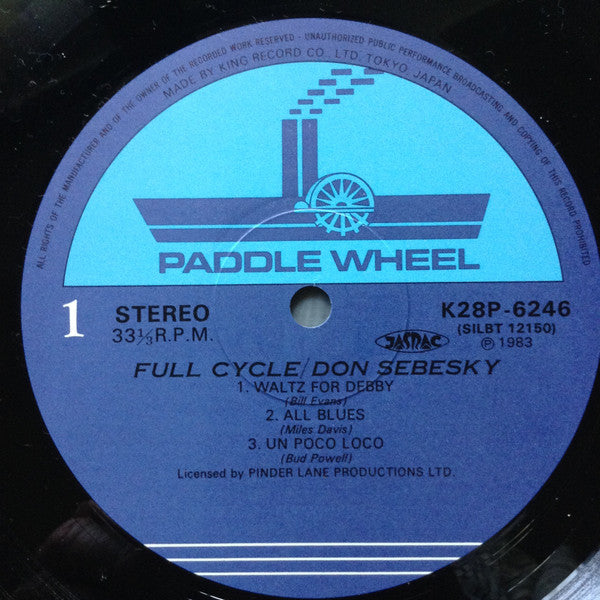 ALL RIGHTS OF THE MANUFACTURER AND OF THE OWNER OF THE RECORDED WORK RESERVED - UNAUTHORIZED PUBLIC PERFORMANCE BROADCASTING AND COPYING OF THIS RECORD PROHIBITED
MADE BY KING RECORD CO., LTD. TOKYO, JAPAN
PADDLE WHEEL
1
STEREO
33⅓R.P.M.
K28P-6246
(SILBT 12150)
JASRAC
℗ 1983
FULL CYCLE/DON SEBESKY
1. WALTZ FOR DEBBY
(Bill Evans)
2. ALL BLUES
(Miles Davis)
3. UN POCO LOCO
(Bud Powell)
Licensed by PINDER LANE PRODUCTIONS LTD.